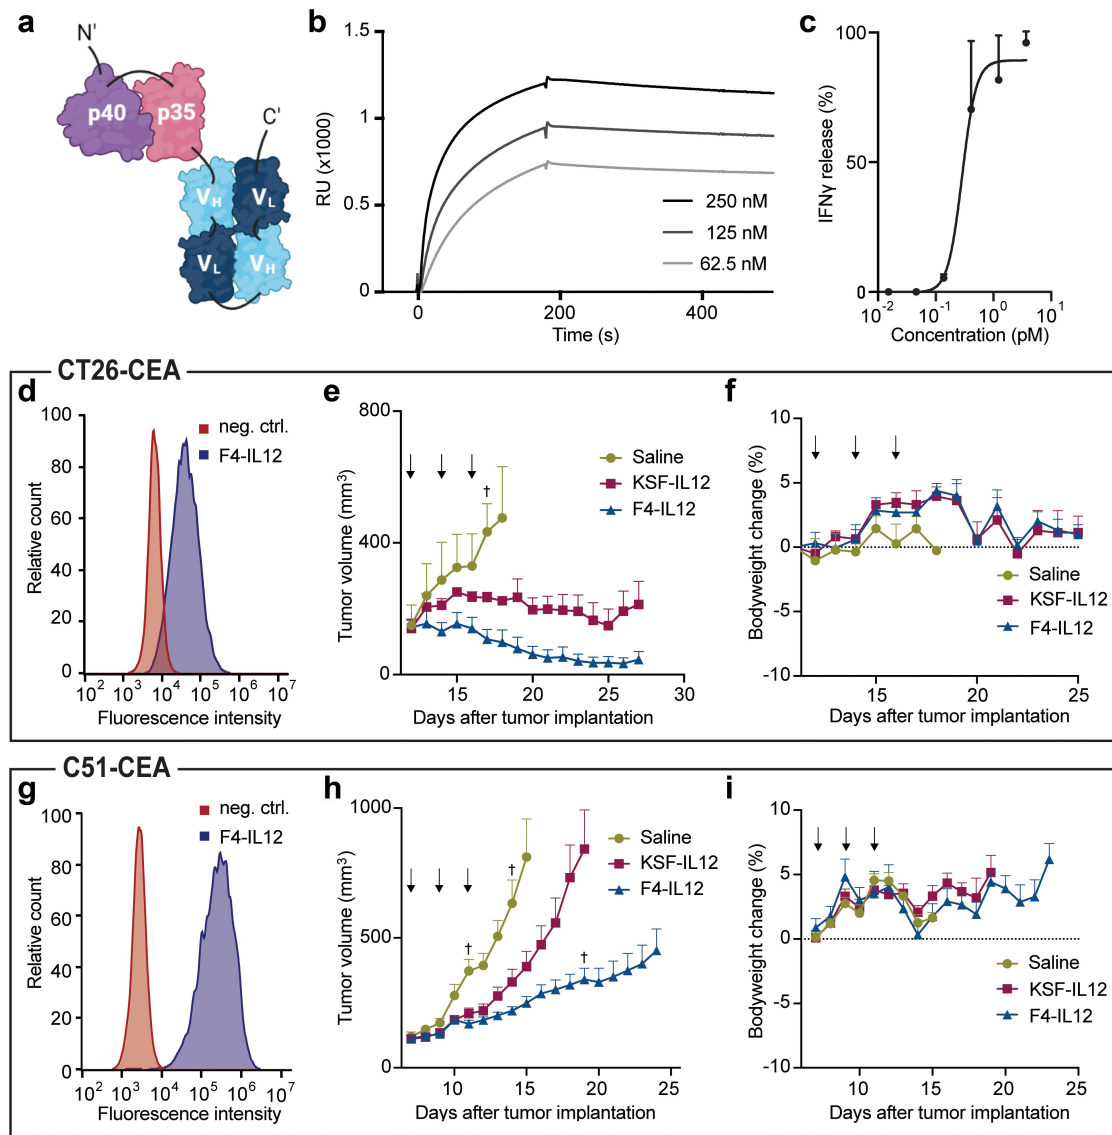 a
N'
p40
p35
C'
V_H
V_L
V_L
V_H
b
1.5
1
0.5
0
RU (x1000)
250 nM
125 nM
62.5 nM
0
200
400
Time (s)
c
100
50
0
IFNγ release (%)
10⁻²
10⁻¹
10⁰
10¹
Concentration (pM)
CT26-CEA
d
100
80
60
40
20
0
Relative count
neg. ctrl.
F4-IL12
10²
10³
10⁴
10⁵
10⁶
10⁷
Fluorescence intensity
e
800
400
0
Tumor volume (mm³)
†
Saline
KSF-IL12
F4-IL12
15
20
25
30
Days after tumor implantation
f
10
5
0
-5
-10
Bodyweight change (%)
Saline
KSF-IL12
F4-IL12
15
20
25
Days after tumor implantation
C51-CEA
g
100
80
60
40
20
0
Relative count
neg. ctrl.
F4-IL12
10²
10³
10⁴
10⁵
10⁶
10⁷
Fluorescence intensity
h
1000
500
0
Tumor volume (mm³)
†
†
†
Saline
KSF-IL12
F4-IL12
10
15
20
25
Days after tumor implantation
i
10
5
0
-5
-10
Bodyweight change (%)
Saline
KSF-IL12
F4-IL12
10
15
20
25
Days after tumor implantation